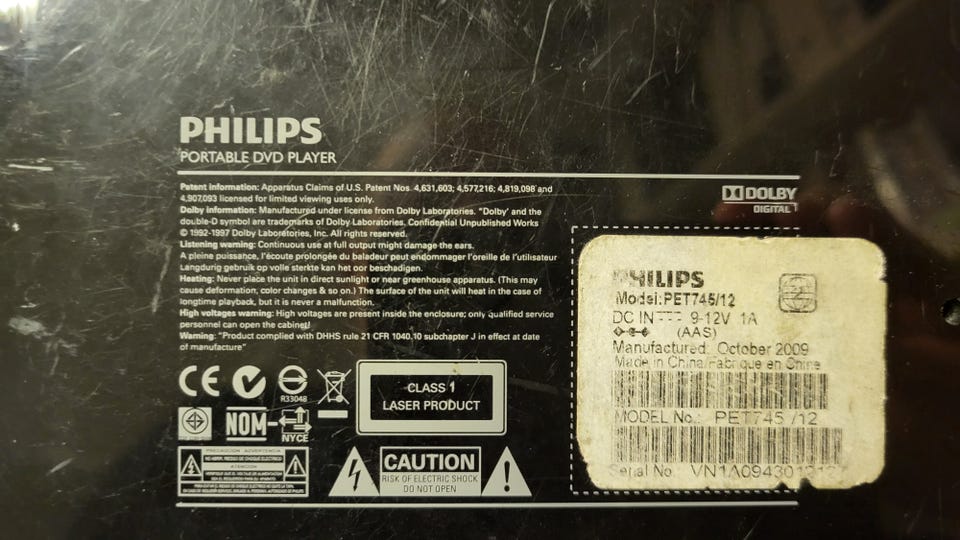 PHILIPS
PORTABLE DVD PLAYER
Patent information: Apparatus Claims of U.S. Patent Nos. 4,631,603; 4,577,216; 4,819,098 and
4,907,093 licensed for limited viewing uses only.
Dolby information: Manufactured under license from Dolby Laboratories. "Dolby' and the
double-D symbol are trademarks of Dolby Laboratories. Confidential Unpublished Works
© 1992-1997 Dolby Laboratories, Inc. All rights reserved.
Listening warning: Continuous use at full output might damage the ears.
A pleine puissance, l'écoute prolongée du baladeur peut endommager l'oreille de l'utilisateur
Langdurig gebruik op volle sterkte kan het oor beschadigen.
Heating: Never place the unit in direct sunlight or near greenhouse apparatus. (This may
cause deformation, color changes & so on.) The surface of the unit will heat in the case of
longtime playback, but it is never a malfunction.
High voltages warning: High voltages are present inside the enclosure; only qualified service
personnel can open the cabinet!
Warning: "Product complied with DHHS rule 21 CFR 1040.10 subchapter J in effect at date
of manufacture"
DOLBY
DIGITAL
PHILIPS
Model:PET745/12
DC IN 9-12V 1A
(AAS)
Manufactured: October 2009
Made in China/Fabrique en Chine
MODEL No.: PET745 /12
Serial No
CE
R33048
NOM-
NYCE
CLASS 1
LASER PRODUCT
PRECAUCION ADVERTENCIA
ATENCION
CAUTION
RISK OF ELECTRIC SHOCK
DO NOT OPEN